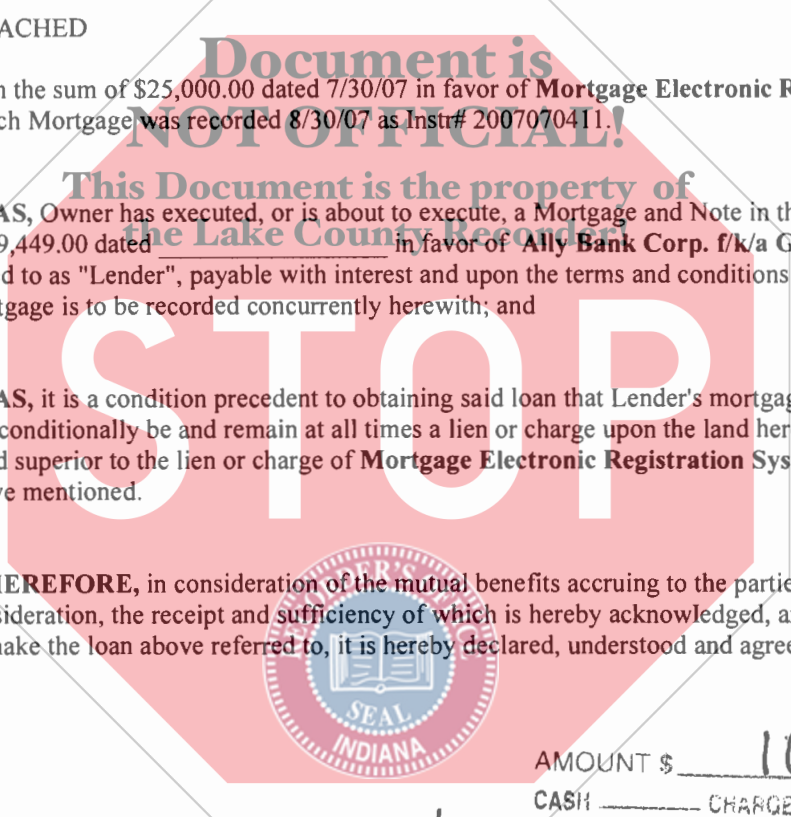 ACHED
Document is
n the sum of $25,000.00 dated 7/30/07 in favor of Mortgage Electronic R
NOT OFFICIAL!
ch Mortgage was recorded 8/30/07 as Instr# 2007070411.
This Document is the property of
AS, Owner has executed, or is about to execute, a Mortgage and Note in th
the Lake County Recorder!
9,449.00 dated ____________________ in favor of Ally Bank Corp. f/k/a G
d to as "Lender", payable with interest and upon the terms and conditions
tgage is to be recorded concurrently herewith; and
STOP
AS, it is a condition precedent to obtaining said loan that Lender's mortgag
conditionally be and remain at all times a lien or charge upon the land her
d superior to the lien or charge of Mortgage Electronic Registration Sys
ve mentioned.
EREFORE, in consideration of the mutual benefits accruing to the partie
sideration, the receipt and sufficiency of which is hereby acknowledged, a
make the loan above referred to, it is hereby declared, understood and agree
RECORDER'S OFFICE
SEAL
INDIANA
AMOUNT $
CASH ________ CHARGE